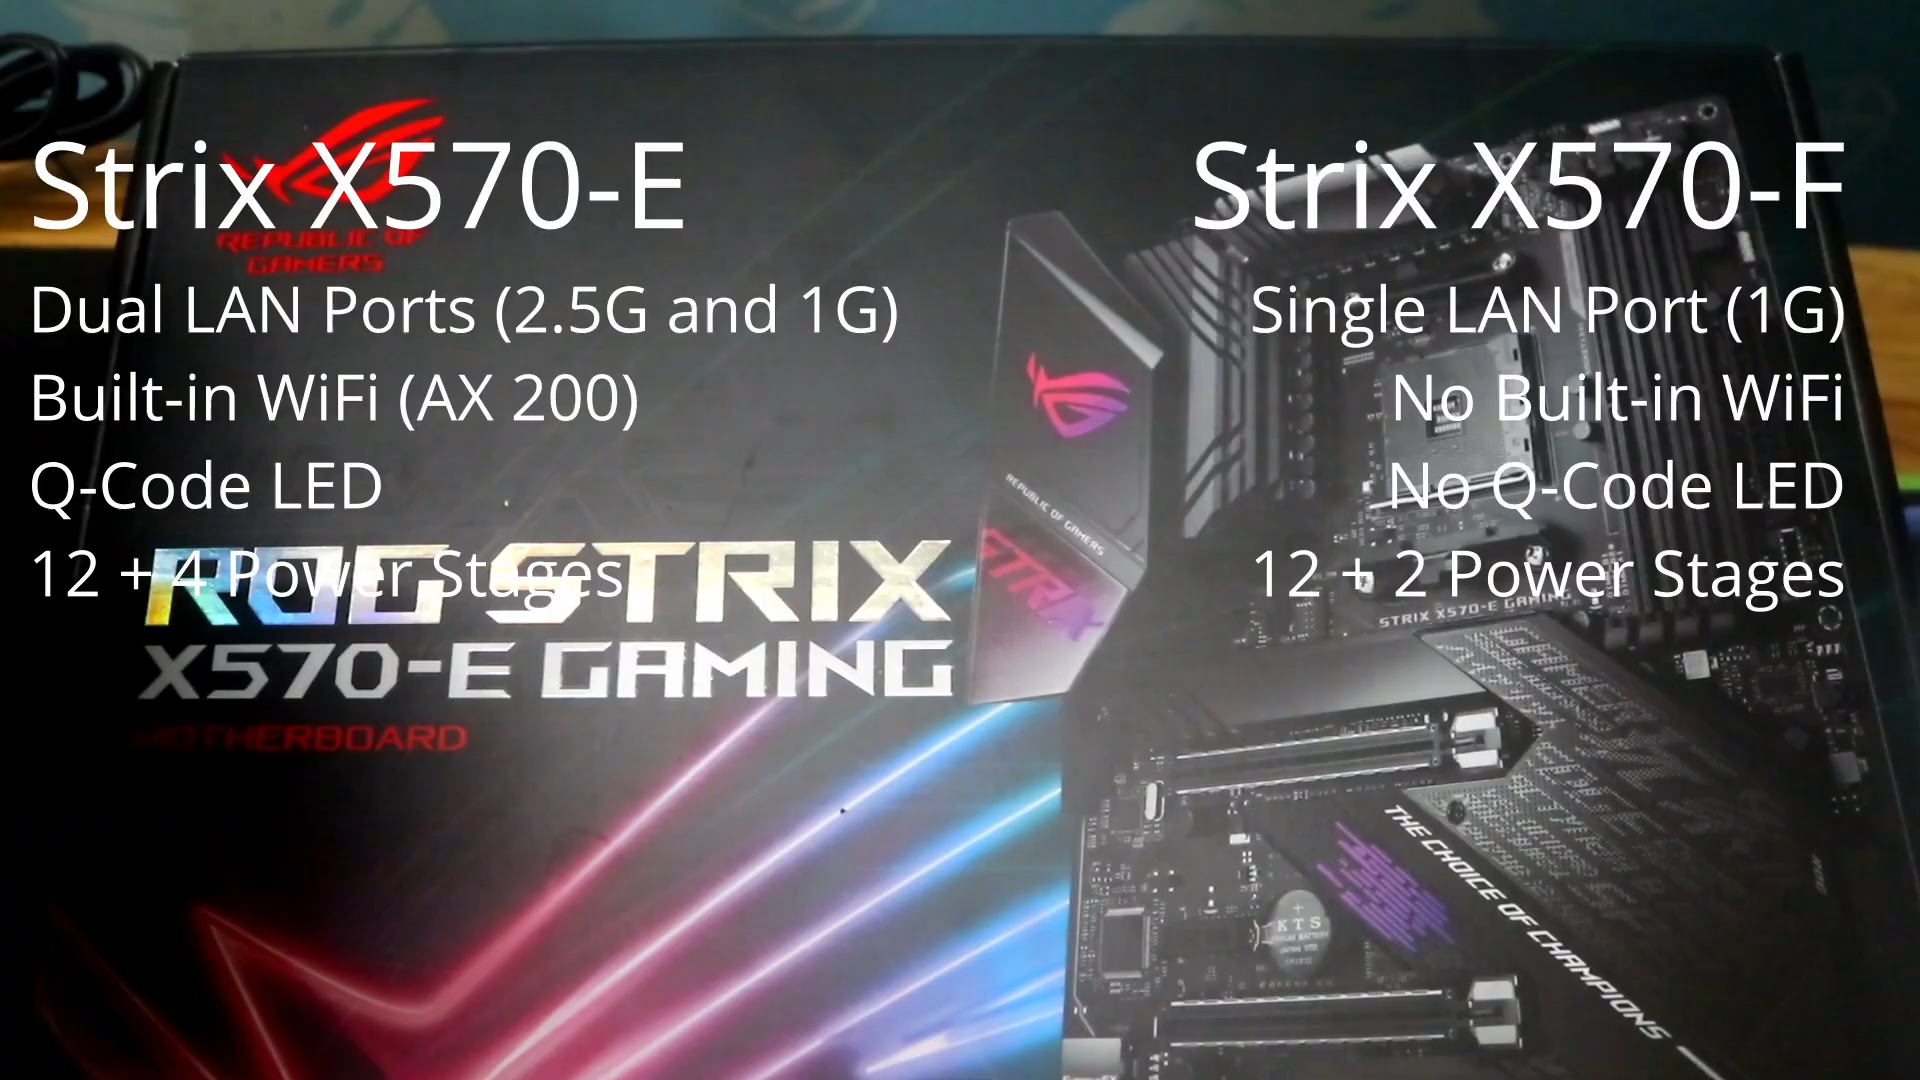 Strix X570-E
Dual LAN Ports (2.5G and 1G)
Built-in WiFi (AX 200)
Q-Code LED
12 + 4 Power Stages
Strix X570-F
Single LAN Port (1G)
No Built-in WiFi
No Q-Code LED
12 + 2 Power Stages
REPUBLIC OF
GAMERS
ROG STRIX
X570-E GAMING
MOTHERBOARD
REPUBLIC OF GAMERS
STRIX
STRIX X570-E GAMING
THE CHOICE OF CHAMPIONS
KTS